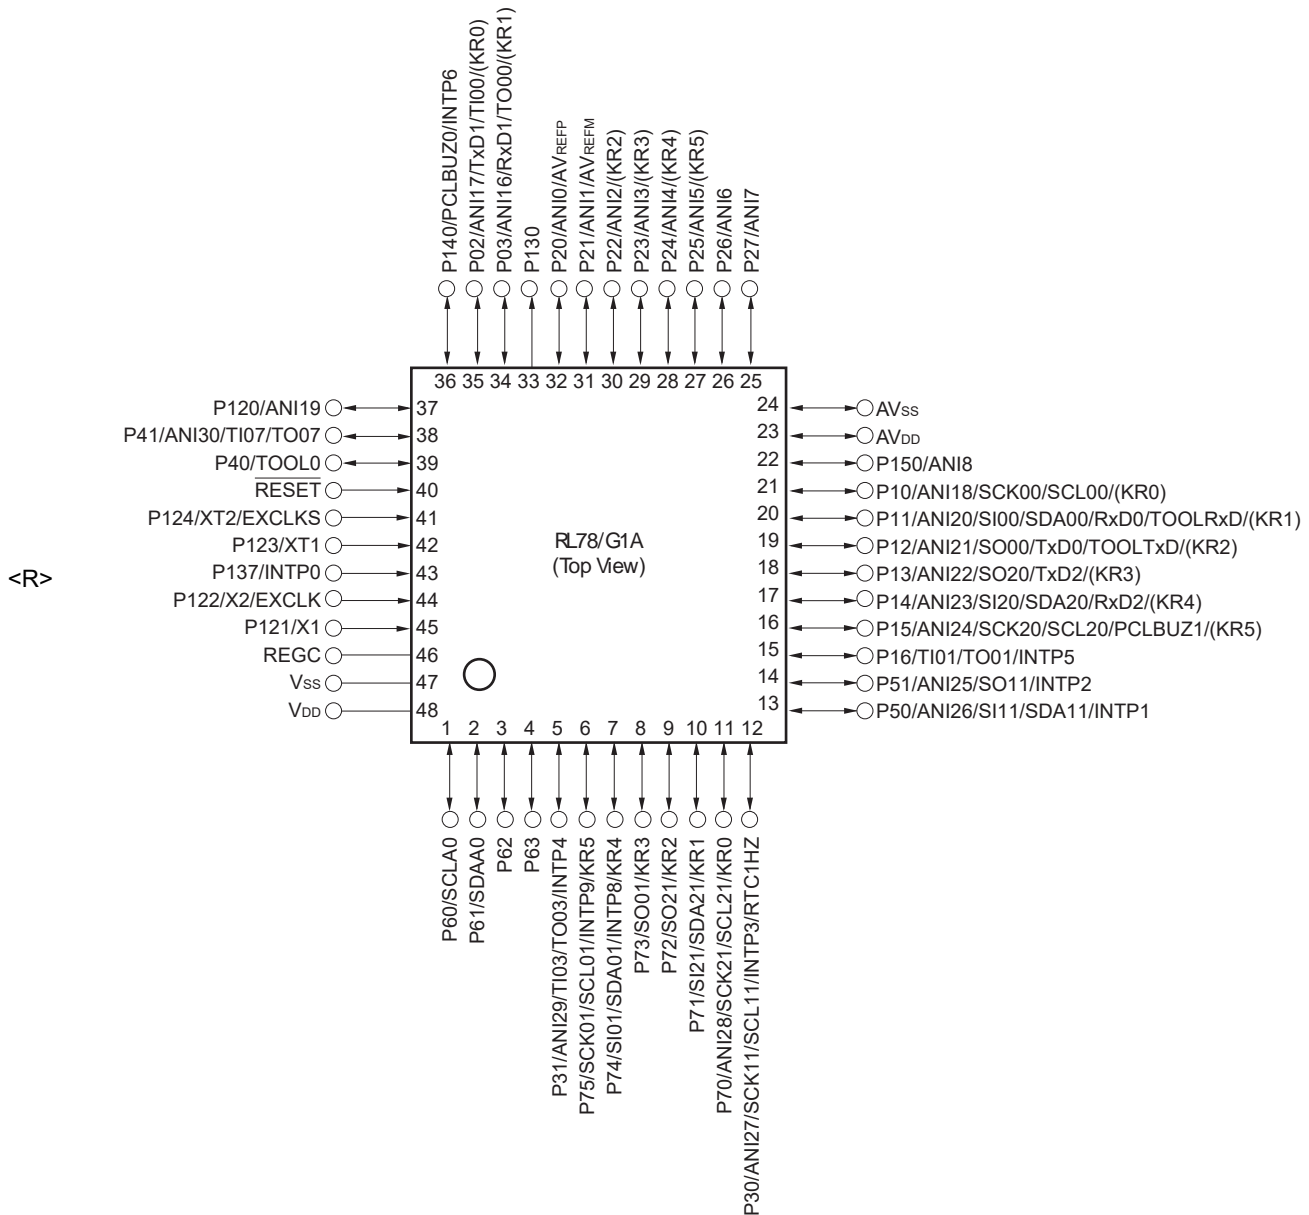 P140/PCLBUZ0/INTP6
P02/ANI17/TxD1/TI00/(KR0)
P03/ANI16/RxD1/TO00/(KR1)
P130
P20/ANI0/AVREFP
P21/ANI1/AVREFM
P22/ANI2/(KR2)
P23/ANI3/(KR3)
P24/ANI4/(KR4)
P25/ANI5/(KR5)
P26/ANI6
P27/ANI7
36 35 34 33 32 31 30 29 28 27 26 25
P120/ANI19 37
P41/ANI30/TI07/TO07 38
P40/TOOL0 39
RESET 40
P124/XT2/EXCLKS 41
P123/XT1 42
P137/INTP0 43
P122/X2/EXCLK 44
P121/X1 45
REGC 46
VSS 47
VDD 48
<R>
RL78/G1A
(Top View)
24 AVSS
23 AVDD
22 P150/ANI8
21 P10/ANI18/SCK00/SCL00/(KR0)
20 P11/ANI20/SI00/SDA00/RxD0/TOOLRxD/(KR1)
19 P12/ANI21/SO00/TxD0/TOOLTxD/(KR2)
18 P13/ANI22/SO20/TxD2/(KR3)
17 P14/ANI23/SI20/SDA20/RxD2/(KR4)
16 P15/ANI24/SCK20/SCL20/PCLBUZ1/(KR5)
15 P16/TI01/TO01/INTP5
14 P51/ANI25/SO11/INTP2
13 P50/ANI26/SI11/SDA11/INTP1
1 2 3 4 5 6 7 8 9 10 11 12
P60/SCLA0
P61/SDAA0
P62
P63
P31/ANI29/TI03/TO03/INTP4
P75/SCK01/SCL01/INTP9/KR5
P74/SI01/SDA01/INTP8/KR4
P73/SO01/KR3
P72/SO21/KR2
P71/SI21/SDA21/KR1
P70/ANI28/SCK21/SCL21/KR0
P30/ANI27/SCK11/SCL11/INTP3/RTC1HZ